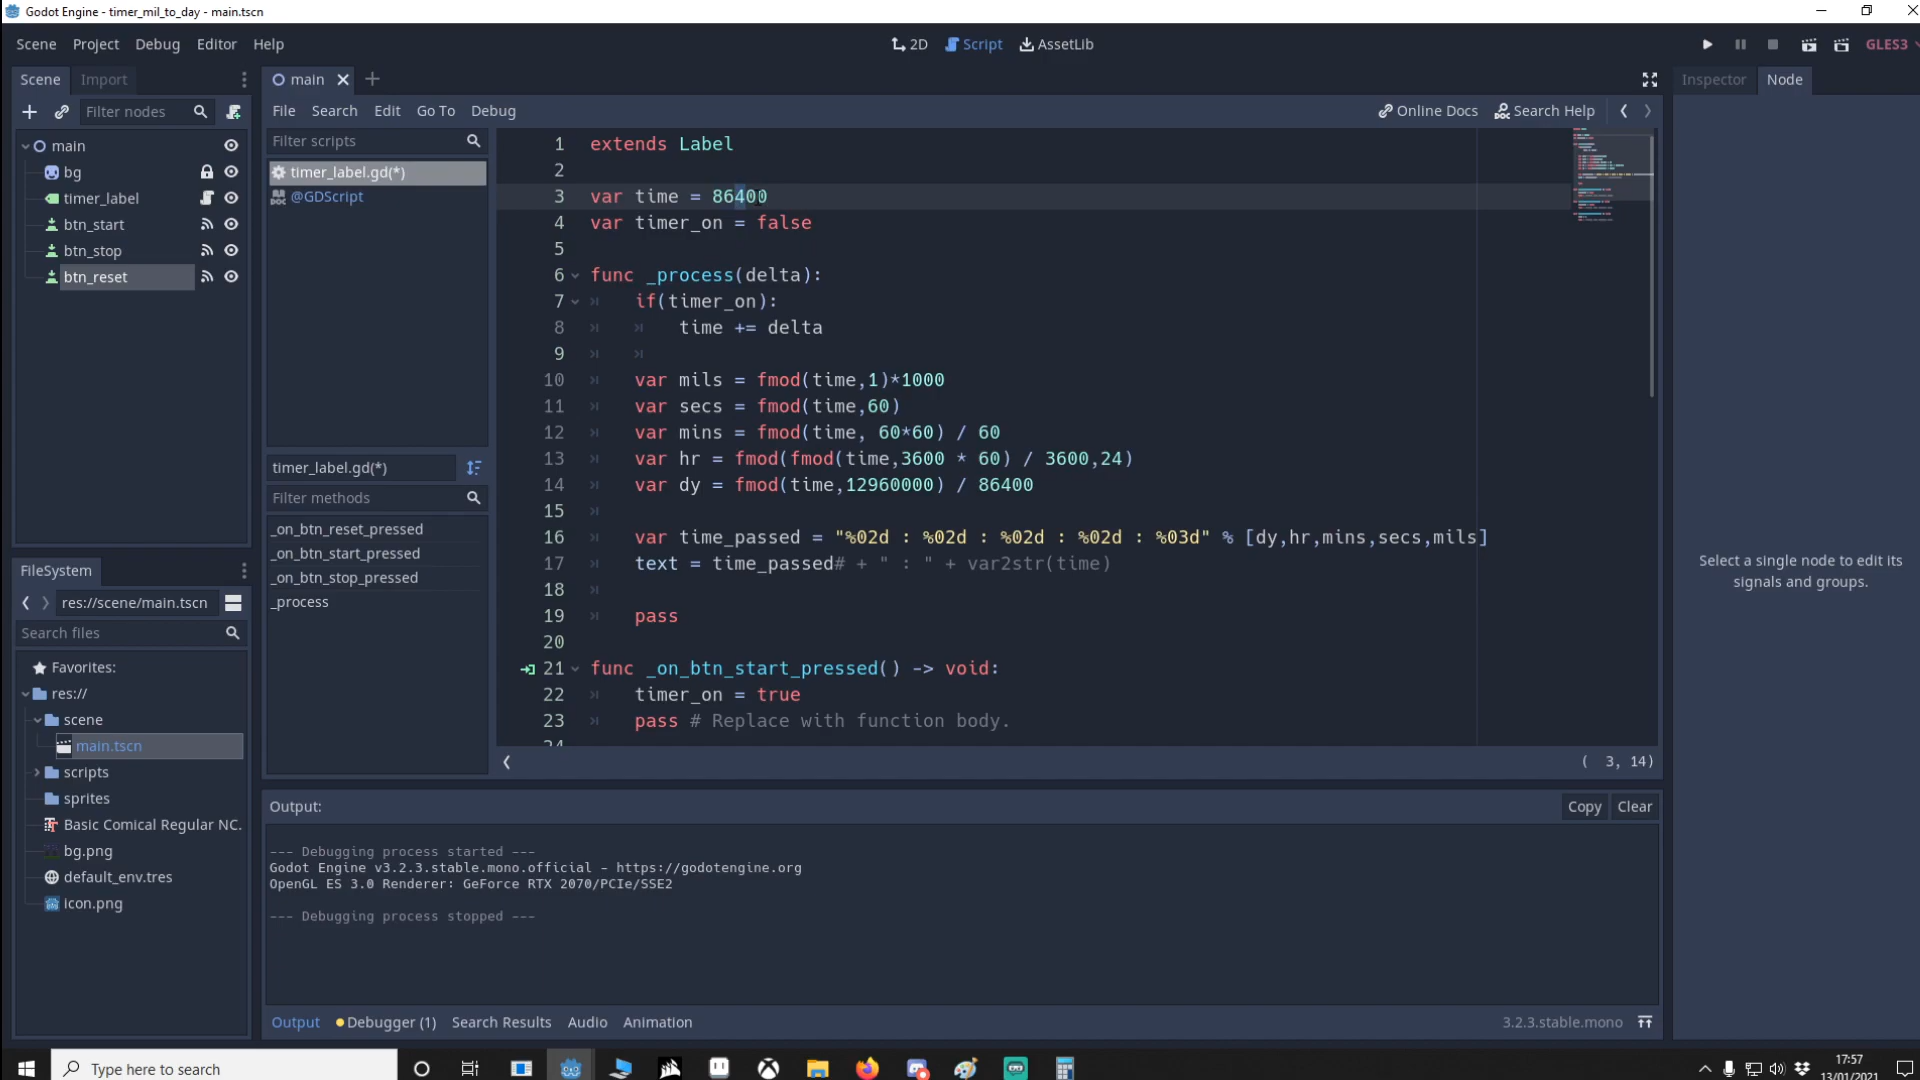 Godot Engine - timer_mil_to_day - main.tscn
Scene Project Debug Editor Help
2D Script AssetLib
GLES3
Scene Import
main
Inspector Node
Filter nodes
File Search Edit Go To Debug
Online Docs Search Help
main
bg
timer_label
btn_start
btn_stop
btn_reset
Filter scripts
timer_label.gd(*)
@GDScript
timer_label.gd(*)
Filter methods
_on_btn_reset_pressed
_on_btn_start_pressed
_on_btn_stop_pressed
_process
1 extends Label
2
3 var time = 86400
4 var timer_on = false
5
6 func _process(delta):
7 if(timer_on):
8 time += delta
9
10 var mils = fmod(time,1)*1000
11 var secs = fmod(time,60)
12 var mins = fmod(time, 60*60) / 60
13 var hr = fmod(fmod(time,3600 * 60) / 3600,24)
14 var dy = fmod(time,12960000) / 86400
15
16 var time_passed = "%02d : %02d : %02d : %02d : %03d" % [dy,hr,mins,secs,mils]
17 text = time_passed# + " : " + var2str(time)
18
19 pass
20
21 func _on_btn_start_pressed() -> void:
22 timer_on = true
23 pass # Replace with function body.
24
( 3, 14)
FileSystem
res://scene/main.tscn
Search files
Favorites:
res://
scene
main.tscn
scripts
sprites
Basic Comical Regular NC.
bg.png
default_env.tres
icon.png
Output:
Copy Clear
--- Debugging process started ---
Godot Engine v3.2.3.stable.mono.official - https://godotengine.org
OpenGL ES 3.0 Renderer: GeForce RTX 2070/PCIe/SSE2
--- Debugging process stopped ---
Output Debugger (1) Search Results Audio Animation
3.2.3.stable.mono
Select a single node to edit its
signals and groups.
Type here to search
17:57
13/01/2021